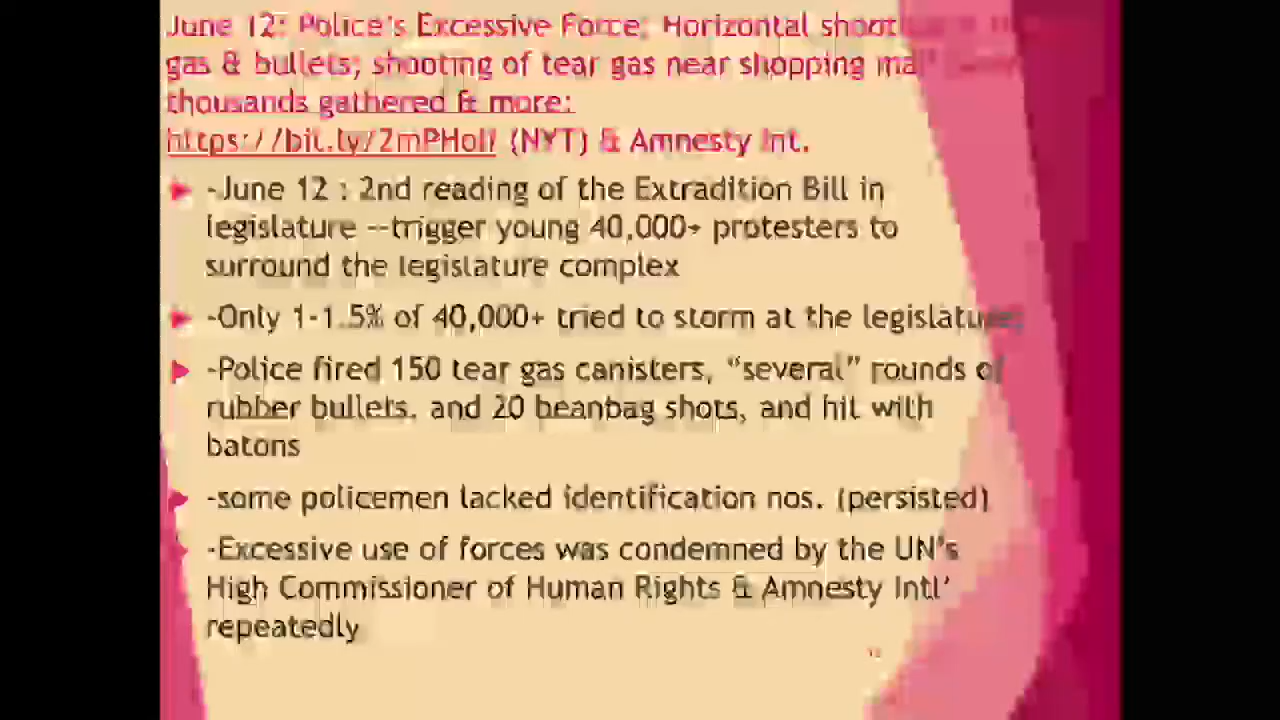 June 12: Police's Excessive Force; Horizontal
gas & bullets; shooting of tear gas near shopping
thousands gathered & more:
(NYT) & Amnesty Int.
-June 12 : 2nd reading of the Extradition Bill in
legislature --trigger young 40,000+ protesters to
surround the legislature complex
-Only 1-1.5% of 40,000+ tried to storm at the legislature;
-Police fired 150 tear gas canisters, “several” rounds of
rubber bullets. and 20 beanbag shots, and hit with
batons
-some policemen lacked identification nos. (persisted)
-Excessive use of forces was condemned by the UN's
High Commissioner of Human Rights & Amnesty Intl'
repeatedly